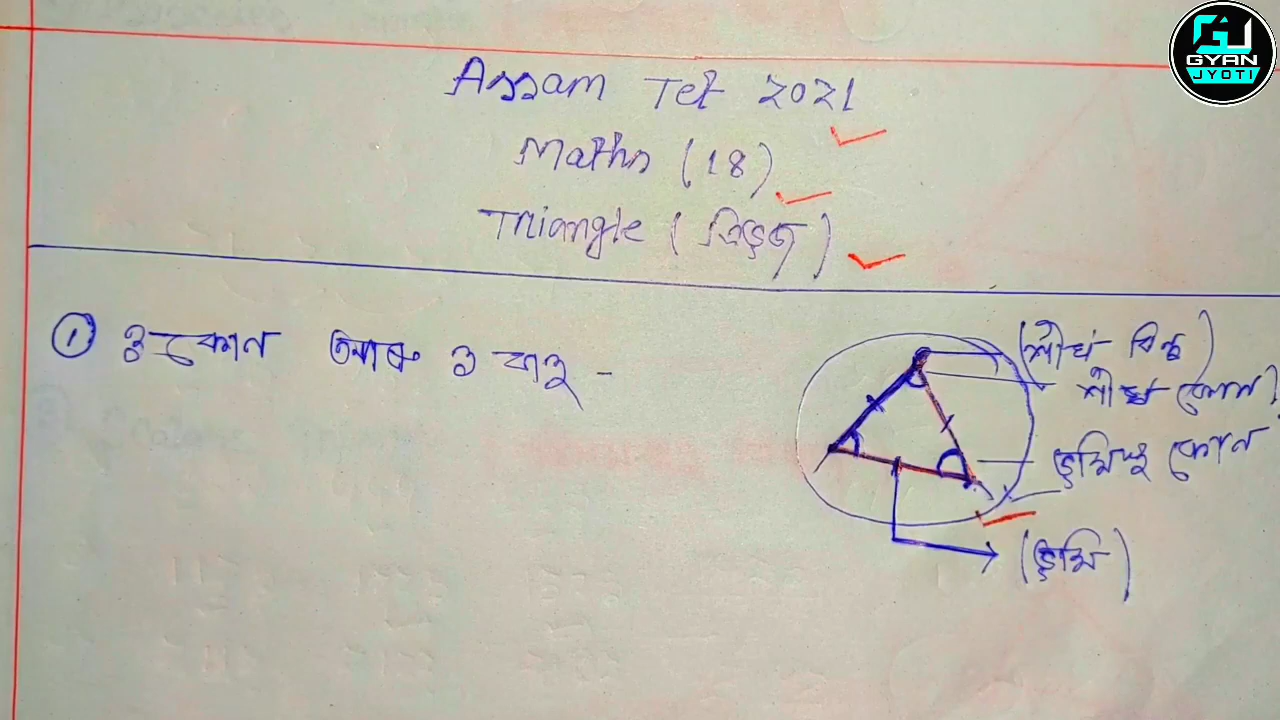 GYAN
JYOTI
Assam Tet 2021
Maths (18)
Triangle (ত্রিভুজ)
① ৩ কোণ আৰু ৩ বাহু -
(শীৰ্ষ বিন্দু)
শীৰ্ষ কোণ
ভূমিস্থ কোণ
(ভূমি)